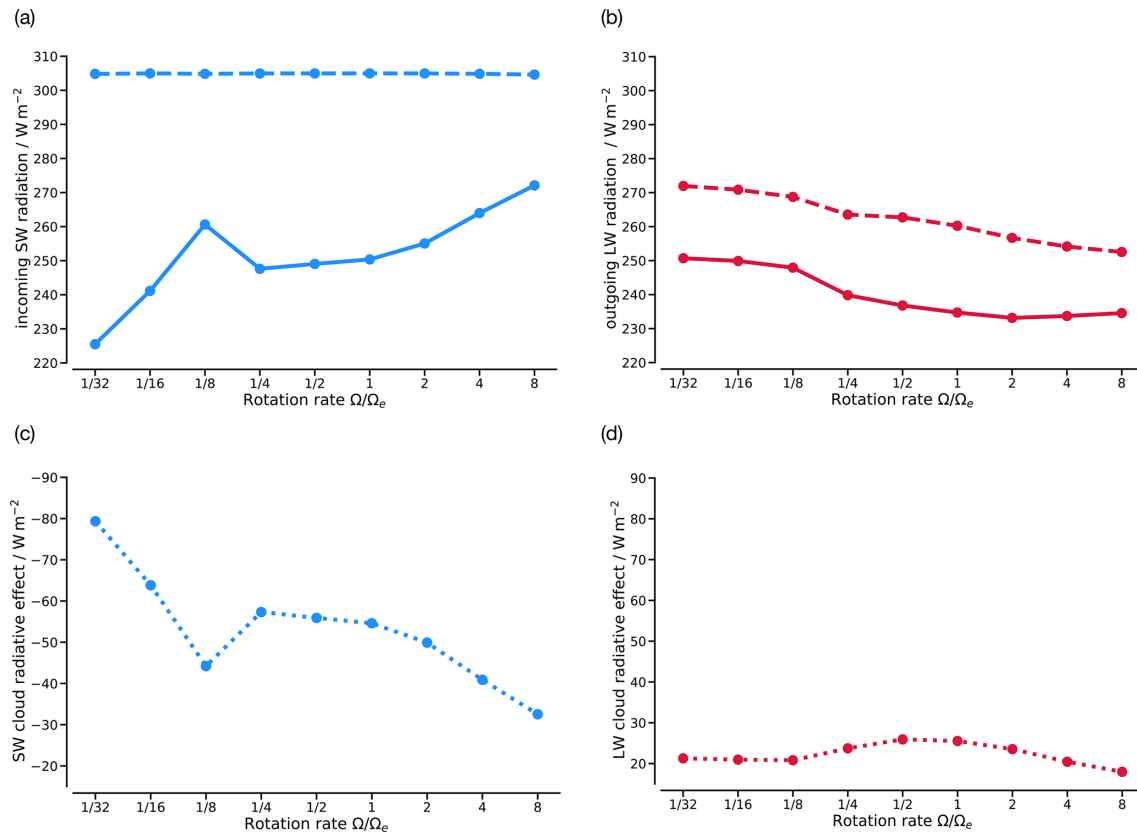 (a)
incoming SW radiation / W m⁻²
310
300
290
280
270
260
250
240
230
220
1/32 1/16 1/8 1/4 1/2 1 2 4 8
Rotation rate Ω/Ωₑ
(b)
outgoing LW radiation / W m⁻²
310
300
290
280
270
260
250
240
230
220
1/32 1/16 1/8 1/4 1/2 1 2 4 8
Rotation rate Ω/Ωₑ
(c)
SW cloud radiative effect / W m⁻²
−90
−80
−70
−60
−50
−40
−30
−20
1/32 1/16 1/8 1/4 1/2 1 2 4 8
Rotation rate Ω/Ωₑ
(d)
LW cloud radiative effect / W m⁻²
90
80
70
60
50
40
30
20
1/32 1/16 1/8 1/4 1/2 1 2 4 8
Rotation rate Ω/Ωₑ